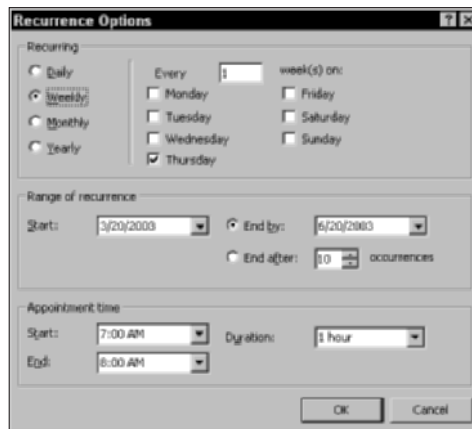 Recurrence Options
Recurring
Daily
Weekly
Monthly
Yearly
Every 1 week(s) on:
Monday
Tuesday
Wednesday
Thursday
Friday
Saturday
Sunday
Range of recurrence
Start: 3/20/2003
End by: 6/20/2003
End after: 10 occurrences
Appointment time
Start: 7:00 AM
End: 8:00 AM
Duration: 1 hour
OK
Cancel